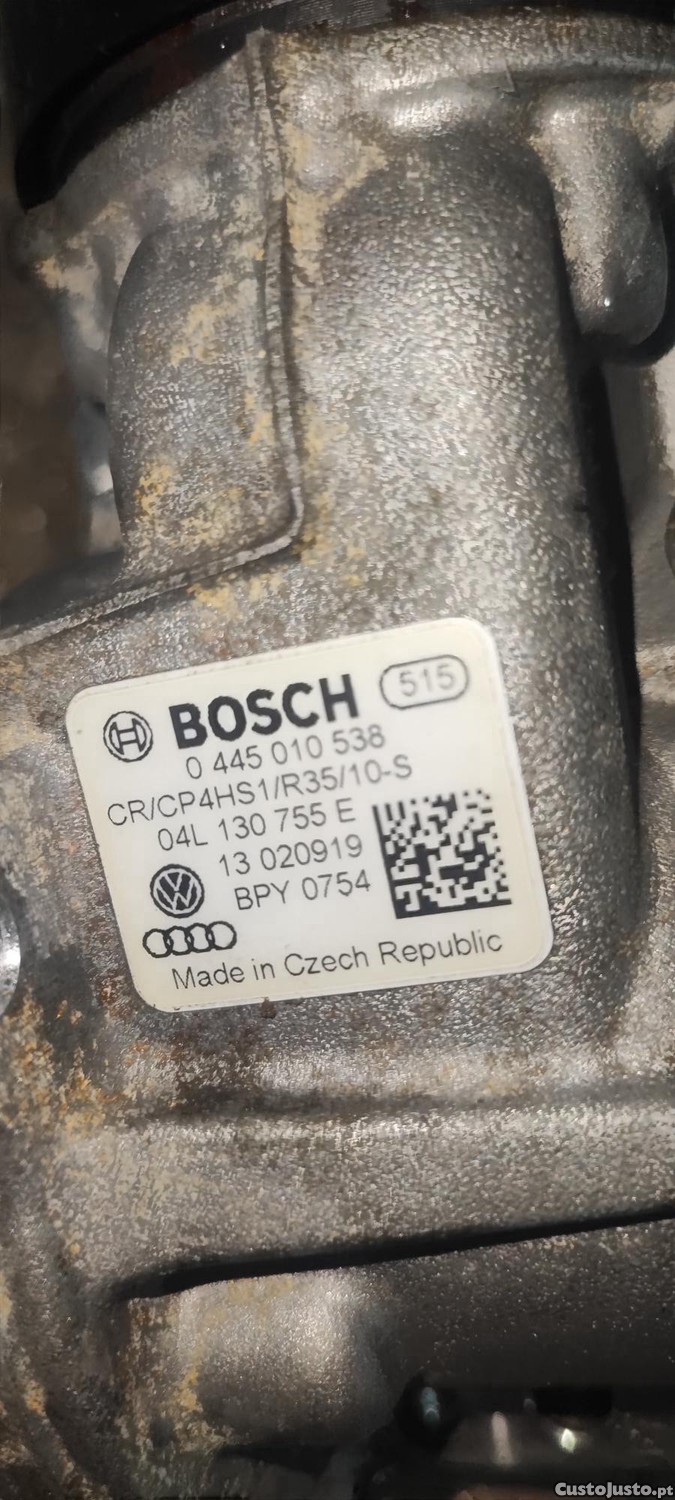 BOSCH 515
0 445 010 538
CR/CP4HS1/R35/10-S
04L 130 755 E
13 020919
BPY 0754
Made in Czech Republic
CustoJusto.pt